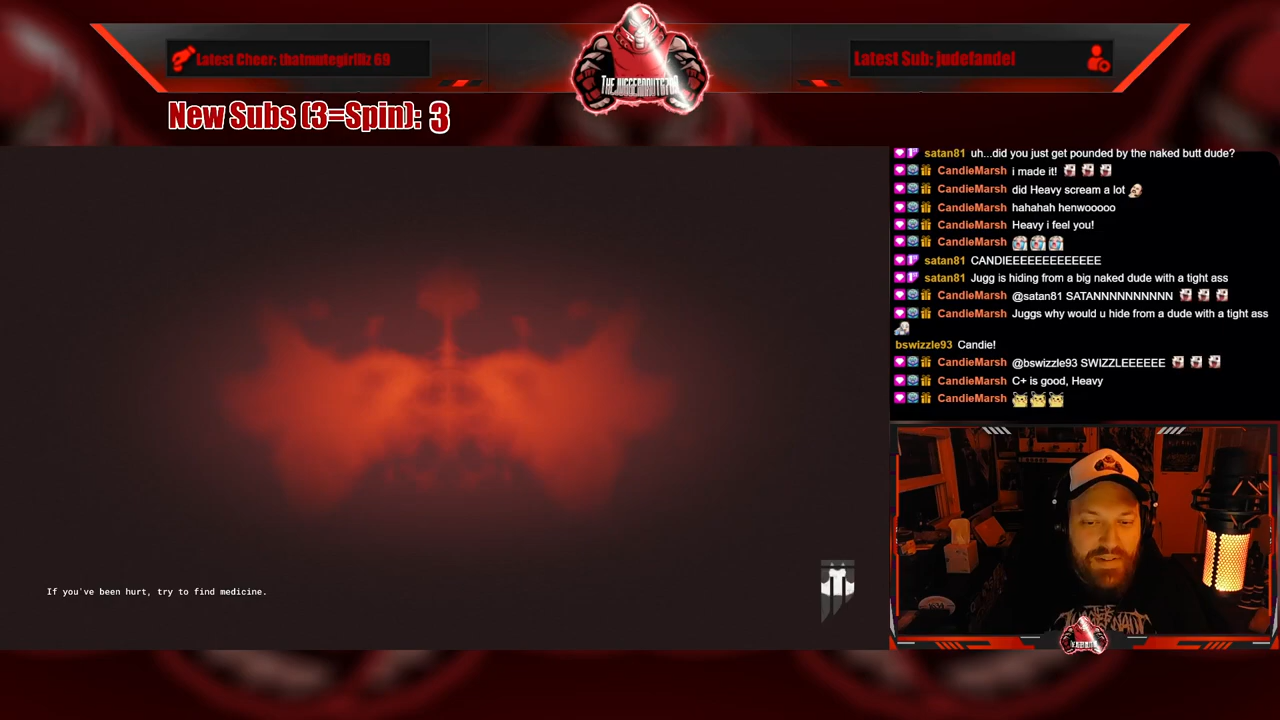 Latest Cheer: thatmutegirlliz 69
THEJUGGERNAUTGTID
Latest Sub: judefandel
New Subs (3=Spin): 3
satan81 uh...did you just get pounded by the naked butt dude?
CandieMarsh i made it!
CandieMarsh did Heavy scream a lot
CandieMarsh hahahah henwooooo
CandieMarsh Heavy i feel you!
CandieMarsh
satan81 CANDIEEEEEEEEEEEEE
satan81 Jugg is hiding from a big naked dude with a tight ass
CandieMarsh @satan81 SATANNNNNNNNNN
CandieMarsh Juggs why would u hide from a dude with a tight ass
bswizzle93 Candie!
CandieMarsh @bswizzle93 SWIZZLEEEEEE
CandieMarsh C+ is good, Heavy
CandieMarsh
If you've been hurt, try to find medicine.